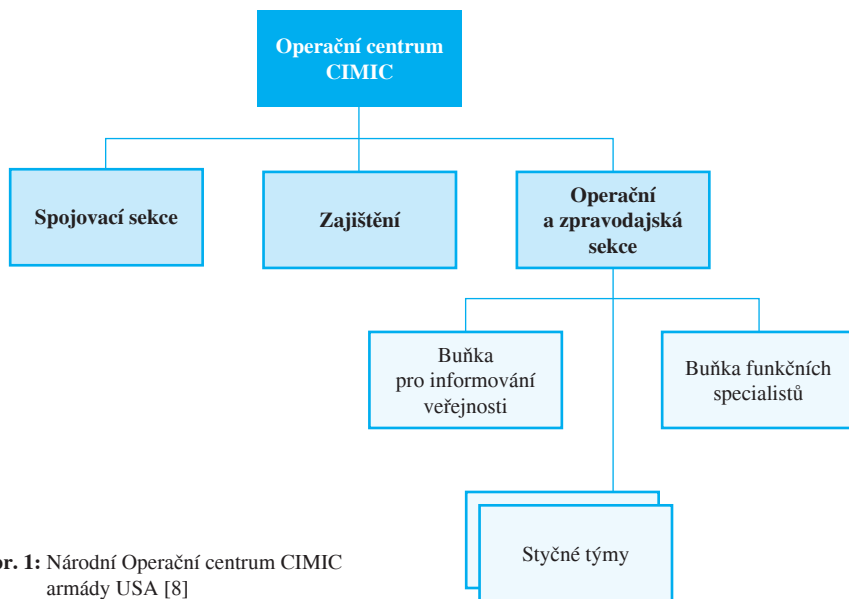 Operační centrum
CIMIC
Spojovací sekce
Zajištění
Operační
a zpravodajská
sekce
Buňka
pro informování
veřejnosti
Buňka funkčních
specialistů
Styčné týmy
br. 1: Národní Operační centrum CIMIC
armády USA [8]